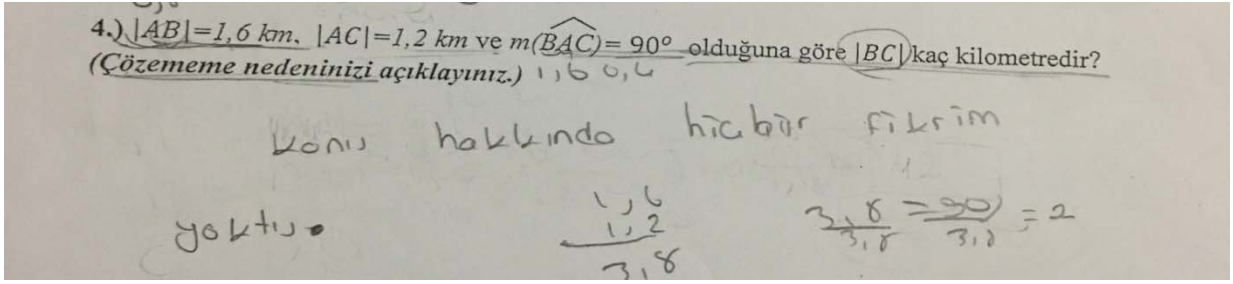 4.) |AB|=1,6 km, |AC|=1,2 km ve m(BAC)= 90° olduğuna göre |BC| kaç kilometredir?
(Çözememe nedeninizi açıklayınız.) 1,6 0,4
konu hakkında hiçbir fikrim
yoktu.
1,6
1,2
3,8
3,8 = 90 = 2
3,8 3,8